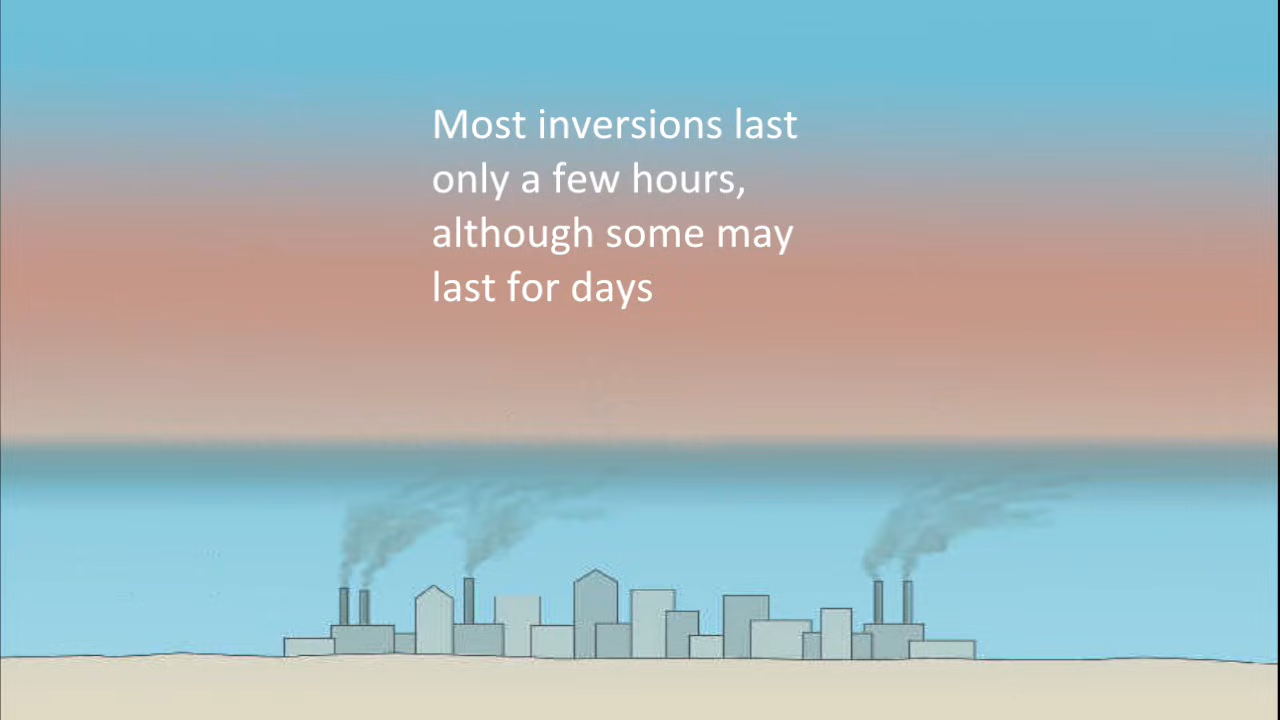 Most inversions last
only a few hours,
although some may
last for days